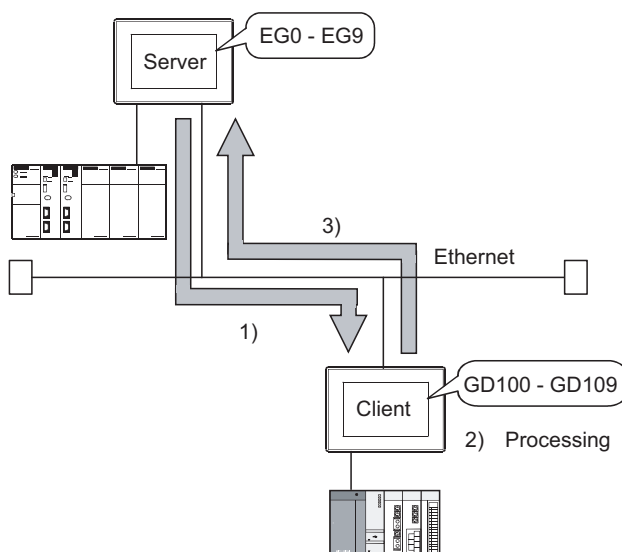 EG0 - EG9
Server
3)
Ethernet
1)
GD100 - GD109
Client
2) Processing